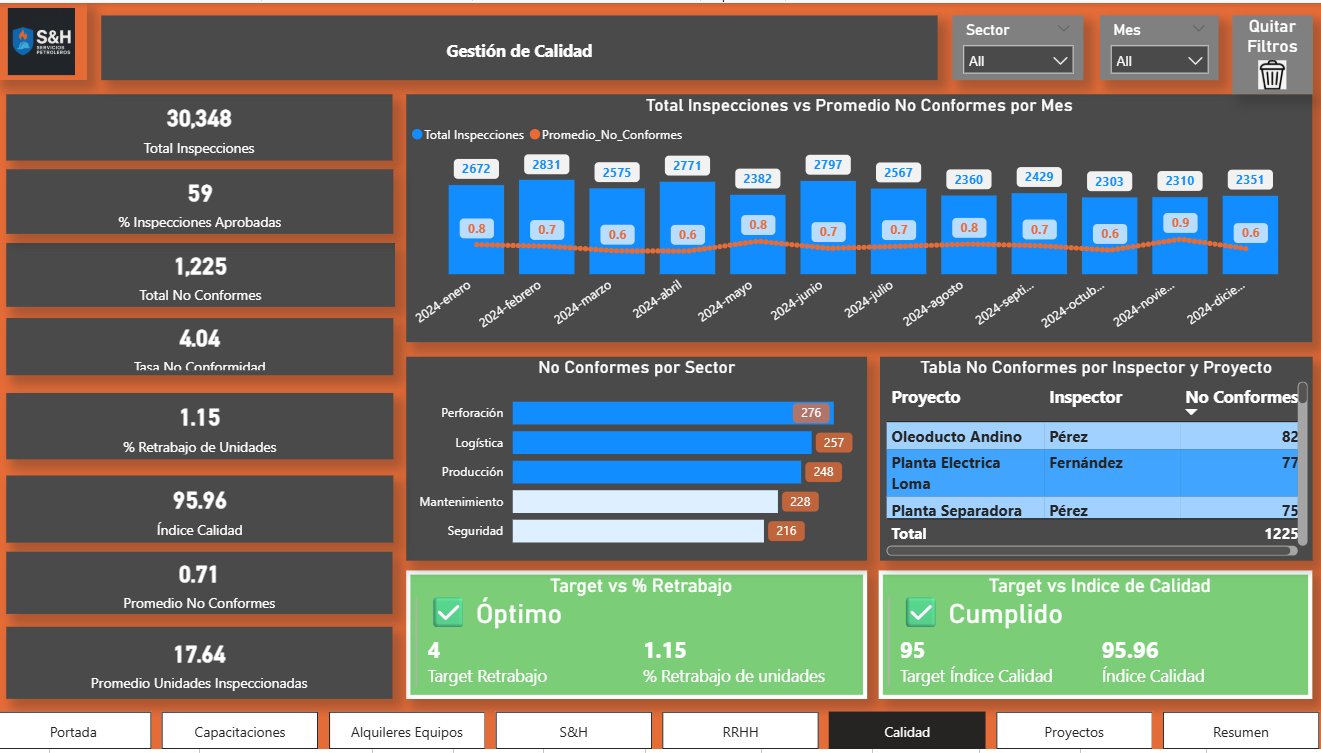 S&H
SERVICIOS
PETROLEROS
Gestión de Calidad
Sector
All
Mes
All
Quitar
Filtros
30,348
Total Inspecciones
59
% Inspecciones Aprobadas
1,225
Total No Conformes
4.04
Tasa No Conformidad
1.15
% Retrabajo de Unidades
95.96
Índice Calidad
0.71
Promedio No Conformes
17.64
Promedio Unidades Inspeccionadas
Total Inspecciones vs Promedio No Conformes por Mes
Total Inspecciones Promedio_No_Conformes
2672 2831 2575 2771 2382 2797 2567 2360 2429 2303 2310 2351
0.8 0.7 0.6 0.6 0.8 0.7 0.7 0.8 0.7 0.6 0.9 0.6
2024-enero 2024-febrero 2024-marzo 2024-abril 2024-mayo 2024-junio 2024-julio 2024-agosto 2024-septi... 2024-octub... 2024-novie... 2024-dicie...
No Conformes por Sector
Perforación 276
Logística 257
Producción 248
Mantenimiento 228
Seguridad 216
Tabla No Conformes por Inspector y Proyecto
Proyecto Inspector No Conformes
Oleoducto Andino Pérez 82
Planta Electrica Fernández 77
Loma
Planta Separadora Pérez 75
Total 1225
Target vs % Retrabajo
Óptimo
4 1.15
Target Retrabajo % Retrabajo de unidades
Target vs Indice de Calidad
Cumplido
95 95.96
Target Índice Calidad Índice Calidad
Portada Capacitaciones Alquileres Equipos S&H RRHH Calidad Proyectos Resumen